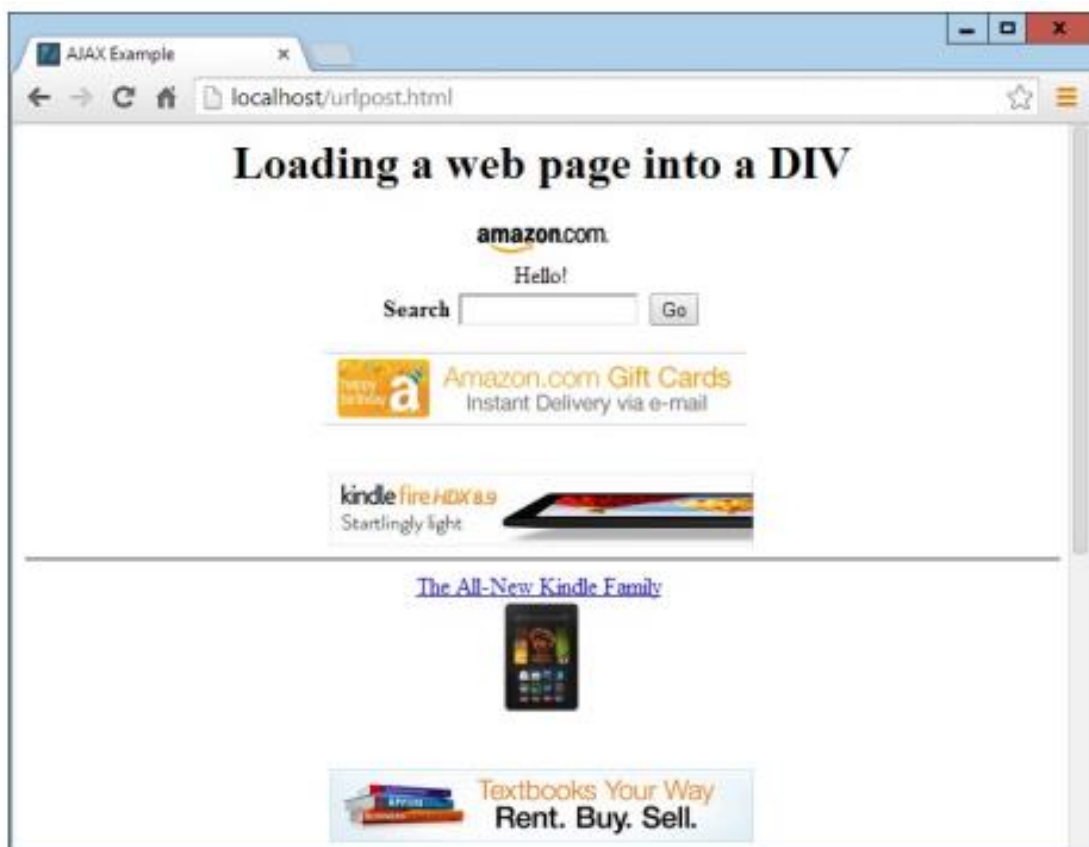 AJAX Example
localhost/urlpost.html
Loading a web page into a DIV
amazon.com.
Hello!
Search Go
happy birthday a
Amazon.com Gift Cards
Instant Delivery via e-mail
kindle fire HDX 8.9
Startlingly light
The All-New Kindle Family
Textbooks Your Way
Rent. Buy. Sell.